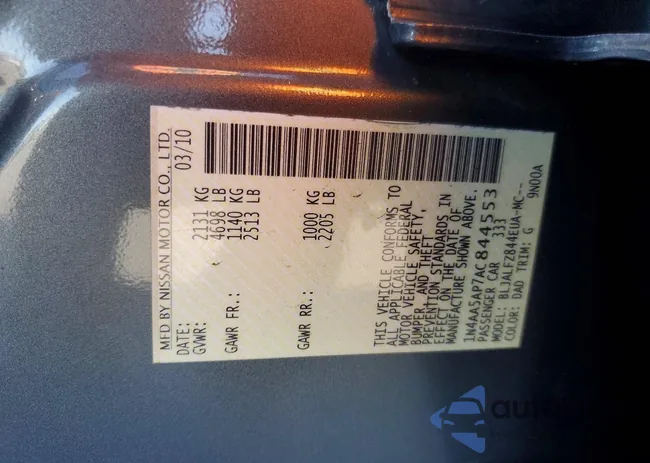 MFD BY NISSAN MOTOR CO., LTD.
DATE: 03/10
GVWR: 2131 KG
4698 LB
GAWR FR.: 1140 KG
2513 LB
GAWR RR.: 1000 KG
2205 LB
THIS VEHICLE CONFORMS TO
ALL APPLICABLE FEDERAL
MOTOR VEHICLE SAFETY,
BUMPER, AND THEFT
PREVENTION STANDARDS IN
EFFECT ON THE DATE OF
MANUFACTURE SHOWN ABOVE.
1N4AA5AP7AC844553
PASSENGER CAR 333
MODEL: BL3ALFZ844EUA-MC--
COLOR: DAD TRIM: G 9N00A